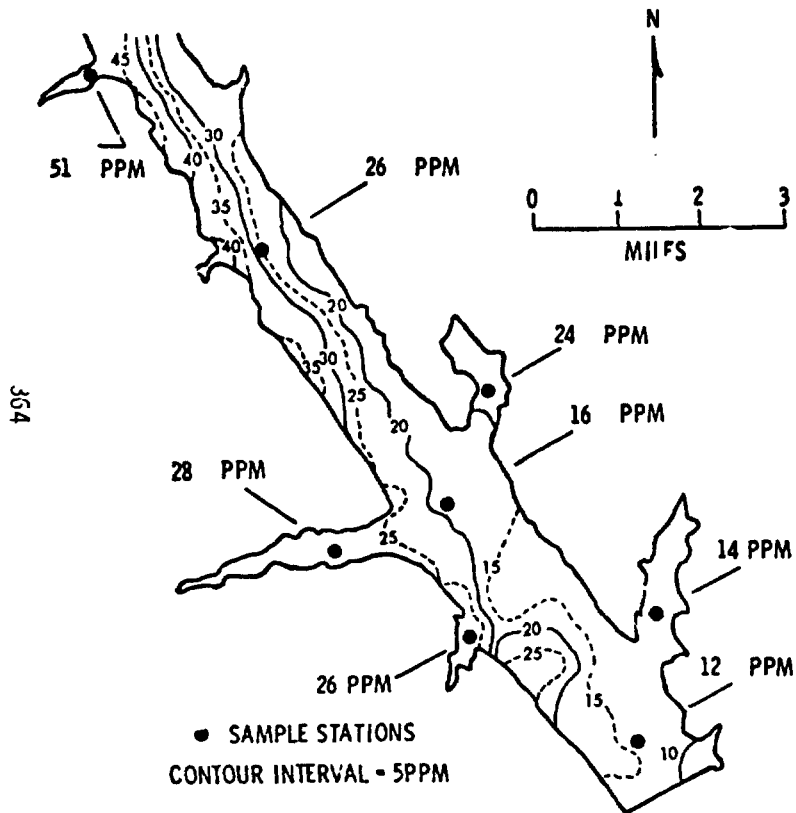 N
45
51 PPM
30
40
26 PPM
35
0 1 2 3
MIIFS
40
20
30
35
25
24 PPM
20
16 PPM
364
28 PPM
25
15
14 PPM
20
25
26 PPM
12 PPM
15
10
SAMPLE STATIONS
CONTOUR INTERVAL - 5PPM